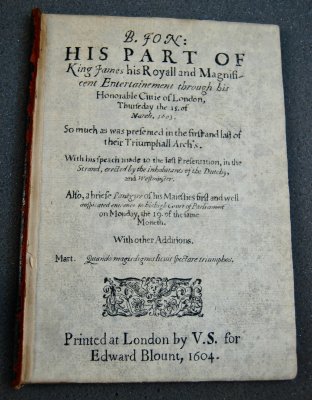 B. JON:
HIS PART OF
King James his Royall and Magnifi-
cent Entertainement through his
Honorable Cittie of London,
Thurseday the 15. of
March. 1603.
So much as was presented in the first and last of
their Triumphall Arch's.
With his speach made to the last Presentation, in the
Strand, erected by the inhabitants of the Dutchy,
and Westminster.
Also, a briefe Panegyre of his Maiesties first and well
auspicated entrance to his high Court of Parliament
on Monday, the 19. of the same
Moneth.
With other Additions.
Mart. Quando magis dignos licuit spectare triumphos.
Printed at London by V.S. for
Edward Blount, 1604.